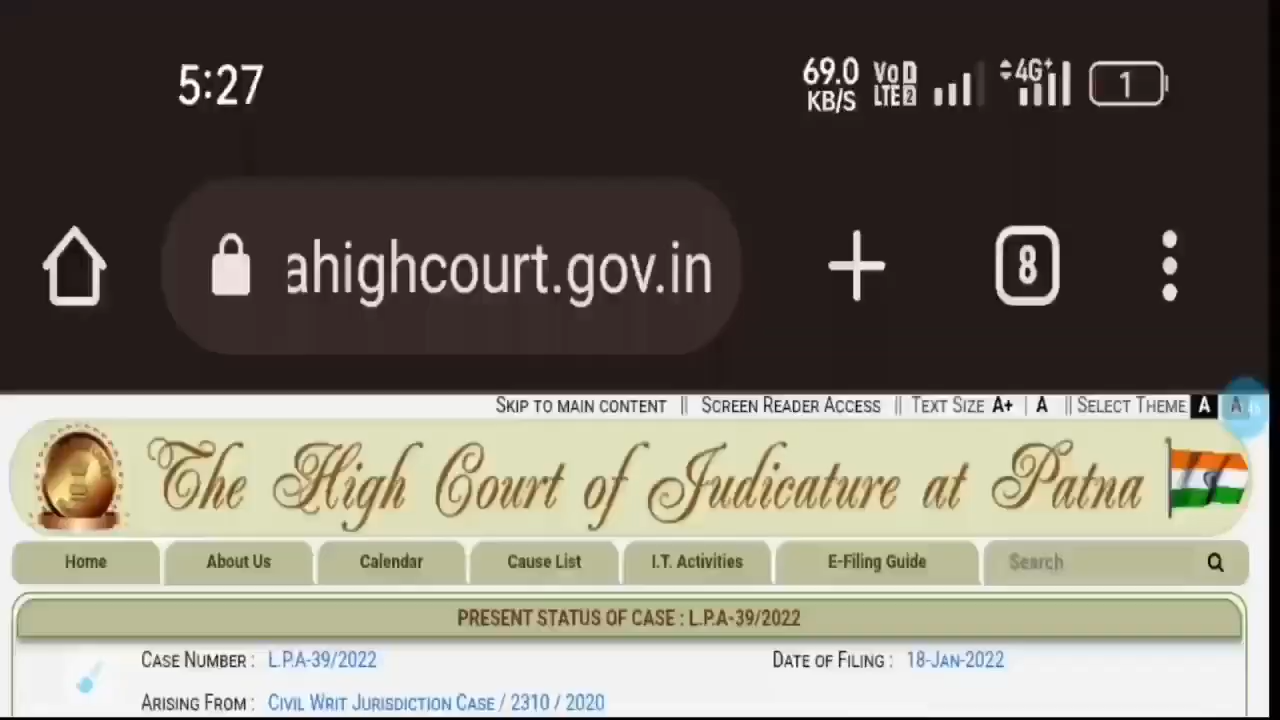 5:27 69.0 KB/S Vo LTE D 2 4G+ 1
ahighcourt.gov.in 8
SKIP TO MAIN CONTENT || SCREEN READER ACCESS || TEXT SIZE A+ | A || SELECT THEME A A
The High Court of Judicature at Patna
Home About Us Calendar Cause List I.T. Activities E-Filing Guide Search
PRESENT STATUS OF CASE : L.P.A-39/2022
CASE NUMBER : L.P.A-39/2022 DATE OF FILING : 18-JAN-2022
ARISING FROM : CIVIL WRIT JURISDICTION CASE / 2310 / 2020